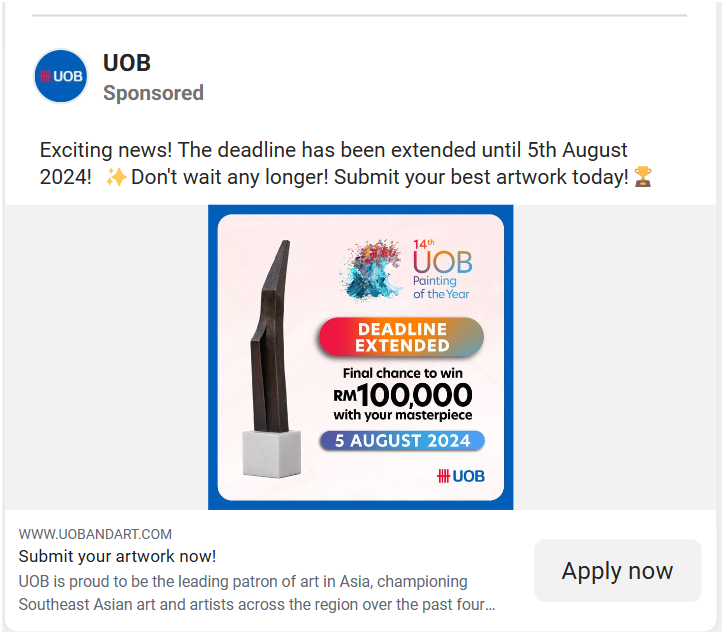 UOB
UOB
Sponsored
Exciting news! The deadline has been extended until 5th August
2024! ✨Don't wait any longer! Submit your best artwork today!🏆
14th
UOB
Painting
of the Year
DEADLINE
EXTENDED
Final chance to win
RM100,000
with your masterpiece
5 AUGUST 2024
UOB
WWW.UOBANDART.COM
Submit your artwork now!
UOB is proud to be the leading patron of art in Asia, championing
Southeast Asian art and artists across the region over the past four...
Apply now